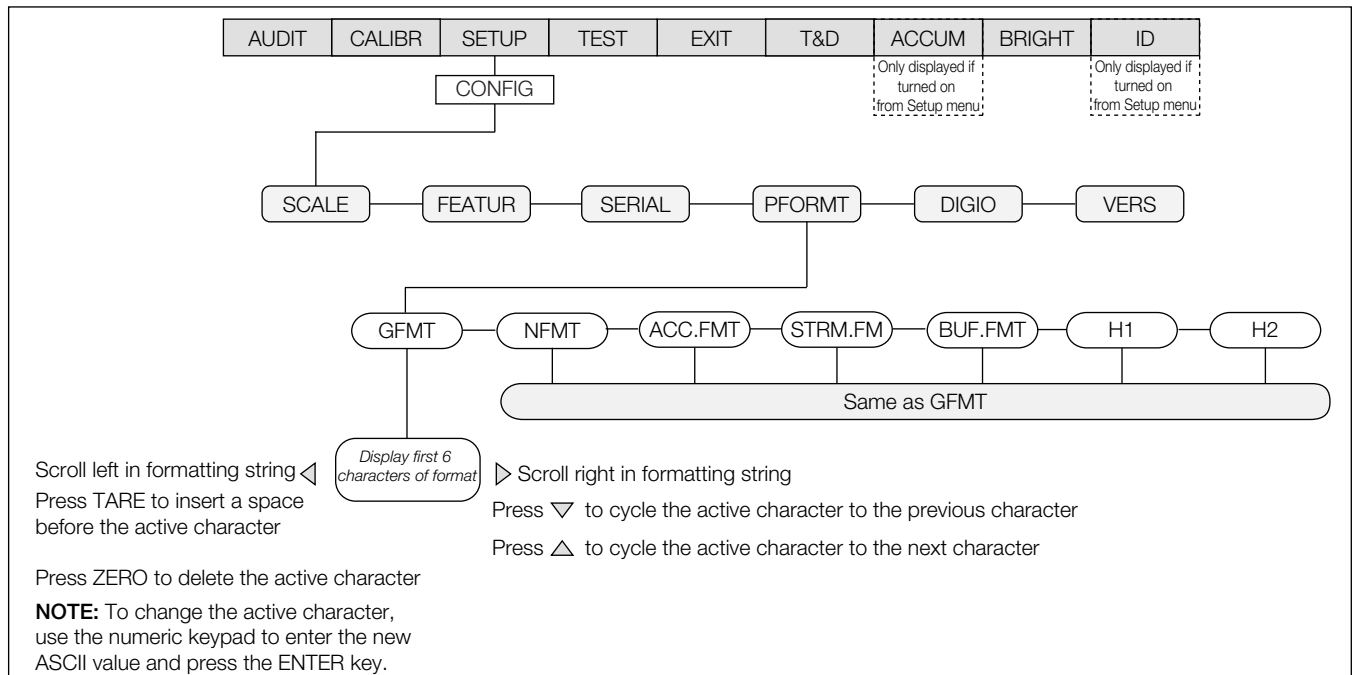 AUDIT CALIBR SETUP TEST EXIT T&D ACCUM BRIGHT ID
Only displayed if
turned on
from Setup menu
Only displayed if
turned on
from Setup menu
CONFIG
SCALE FEATUR SERIAL PFORMT DIGIO VERS
GFMT NFMT ACC.FMT STRM.FM BUF.FMT H1 H2
Same as GFMT
Display first 6
characters of format
Scroll left in formatting string
Press TARE to insert a space
before the active character
Scroll right in formatting string
Press ▽ to cycle the active character to the previous character
Press △ to cycle the active character to the next character
Press ZERO to delete the active character
NOTE: To change the active character,
use the numeric keypad to enter the new
ASCII value and press the ENTER key.